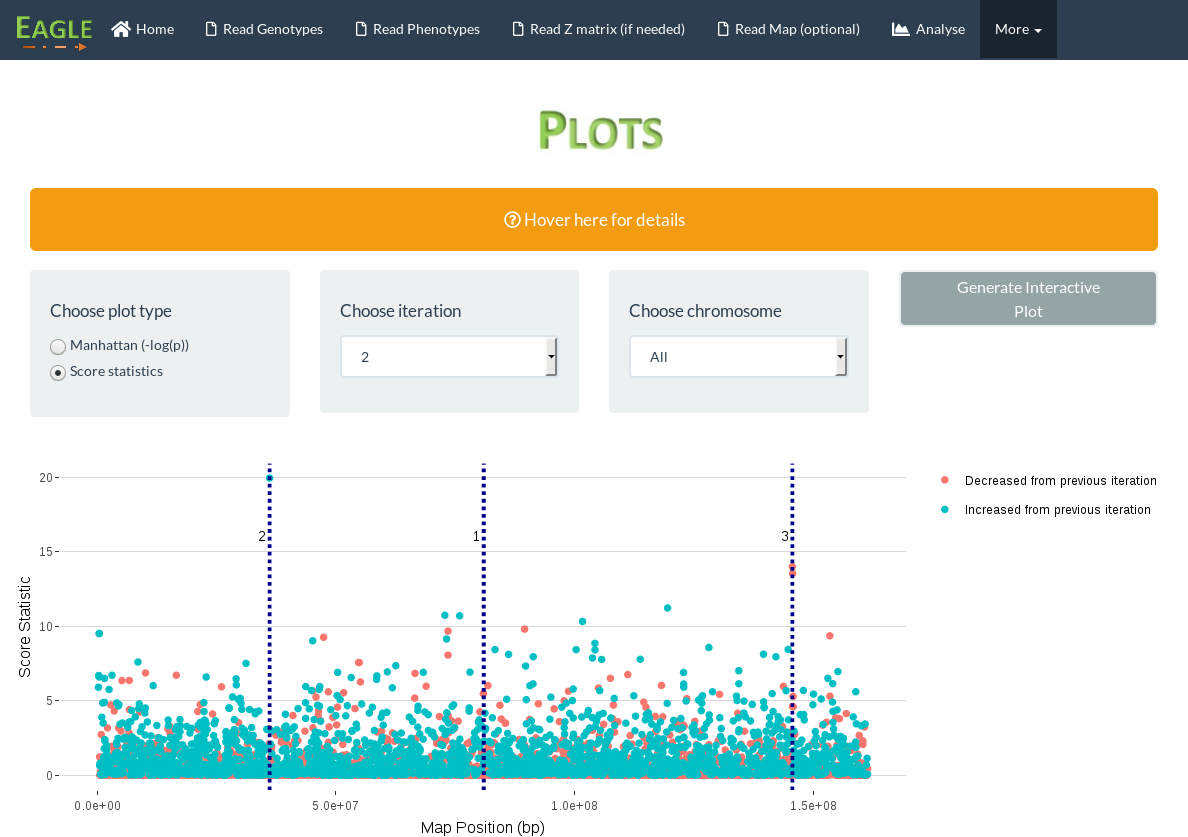 EAGLE Home Read Genotypes Read Phenotypes Read Z matrix (if needed) Read Map (optional) Analyse More
PLOTS
Hover here for details
Choose plot type
Manhattan (-log(p))
Score statistics
Choose iteration
2
Choose chromosome
All
Generate Interactive
Plot
Score Statistic
20
15
10
5
0
2
1
3
0.0e+00
5.0e+07
1.0e+08
1.5e+08
Map Position (bp)
Decreased from previous iteration
Increased from previous iteration